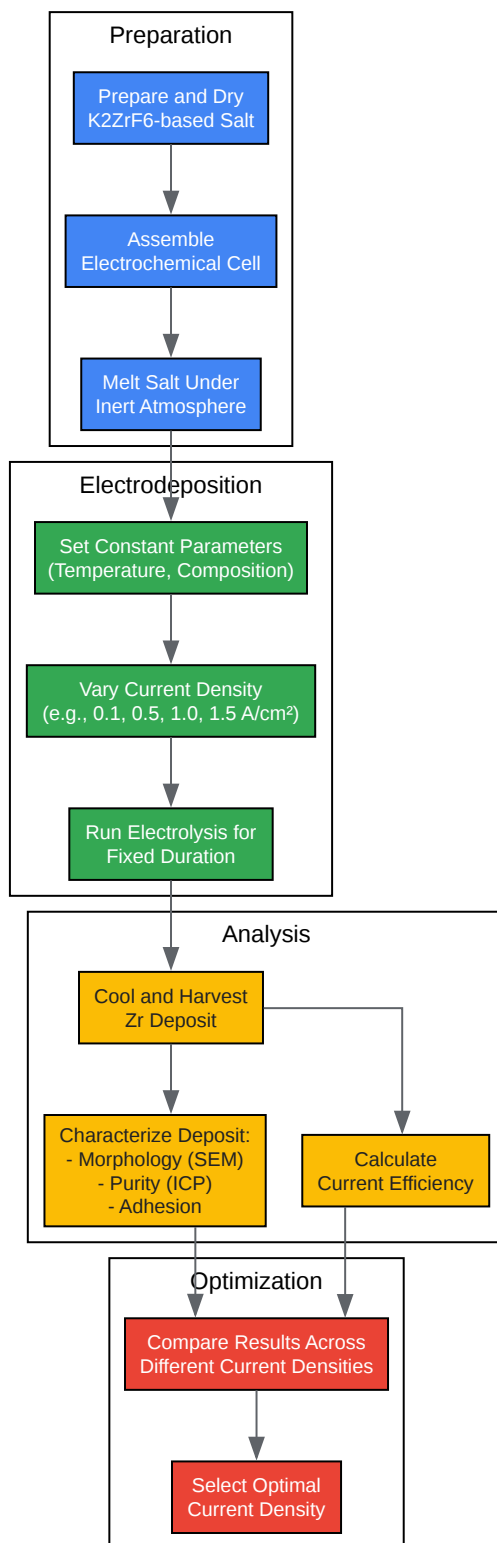 Preparation
Prepare and Dry
K2ZrF6-based Salt
Assemble
Electrochemical Cell
Melt Salt Under
Inert Atmosphere
Electrodeposition
Set Constant Parameters
(Temperature, Composition)
Vary Current Density
(e.g., 0.1, 0.5, 1.0, 1.5 A/cm²)
Run Electrolysis for
Fixed Duration
Analysis
Cool and Harvest
Zr Deposit
Characterize Deposit:
- Morphology (SEM)
- Purity (ICP)
- Adhesion
Calculate
Current Efficiency
Optimization
Compare Results Across
Different Current Densities
Select Optimal
Current Density